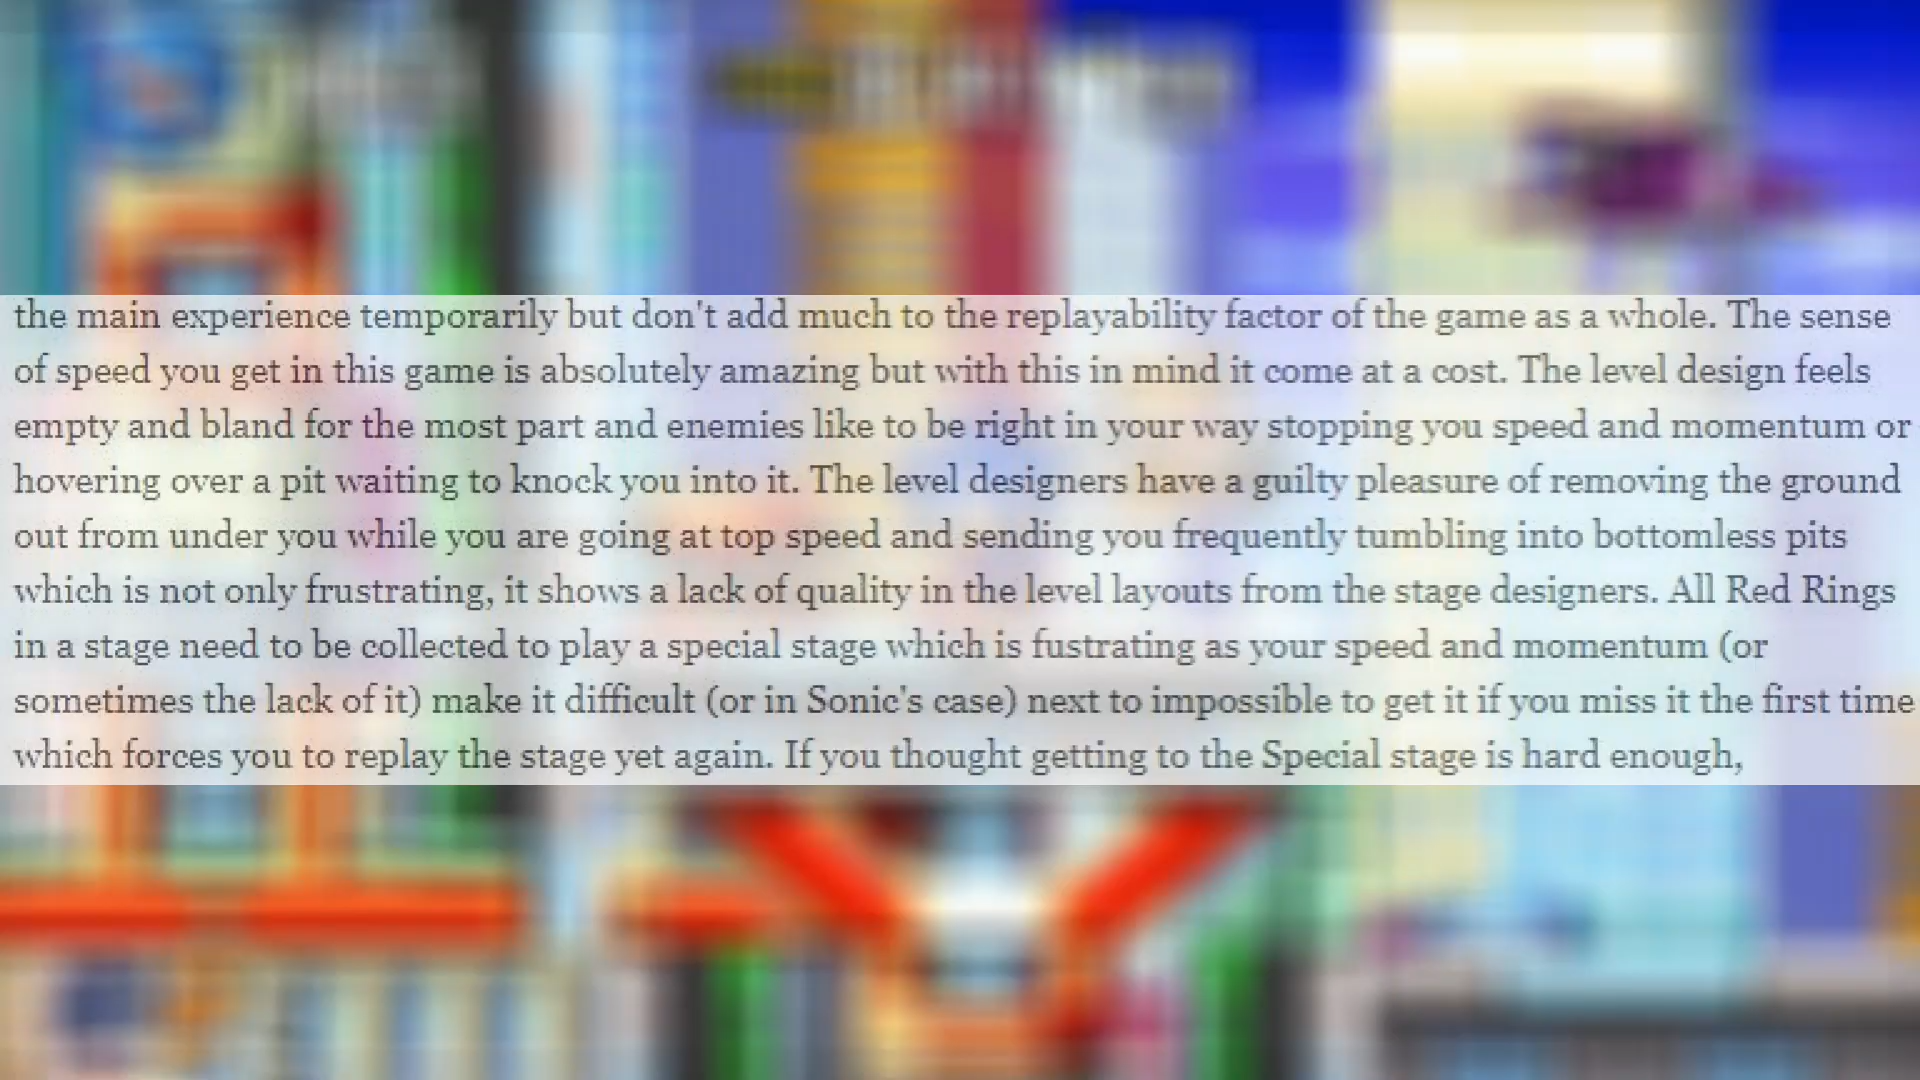 the main experience temporarily but don't add much to the replayability factor of the game as a whole. The sense
of speed you get in this game is absolutely amazing but with this in mind it come at a cost. The level design feels
empty and bland for the most part and enemies like to be right in your way stopping you speed and momentum or
hovering over a pit waiting to knock you into it. The level designers have a guilty pleasure of removing the ground
out from under you while you are going at top speed and sending you frequently tumbling into bottomless pits
which is not only frustrating, it shows a lack of quality in the level layouts from the stage designers. All Red Rings
in a stage need to be collected to play a special stage which is fustrating as your speed and momentum (or
sometimes the lack of it) make it difficult (or in Sonic's case) next to impossible to get it if you miss it the first time
which forces you to replay the stage yet again. If you thought getting to the Special stage is hard enough,